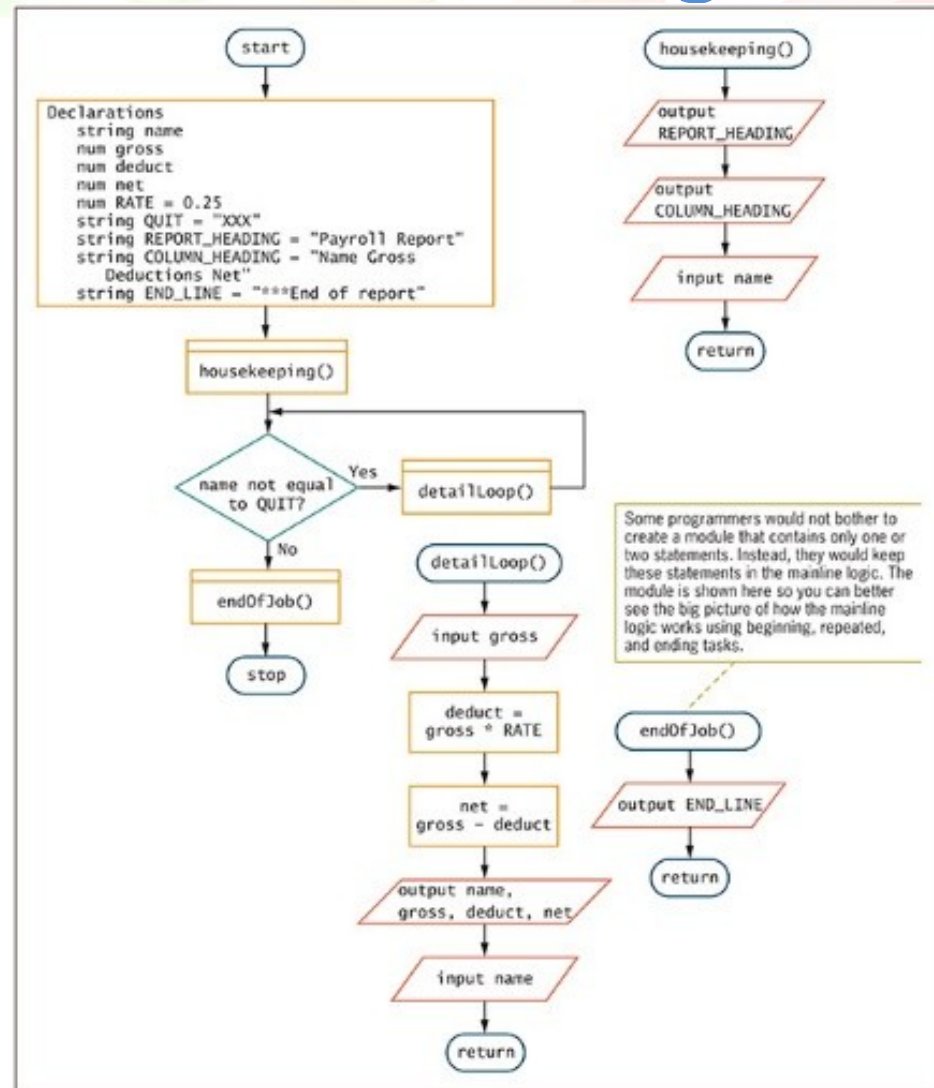 start
Declarations
string name
num gross
num deduct
num net
num RATE = 0.25
string QUIT = "XXX"
string REPORT_HEADING = "Payroll Report"
string COLUMN_HEADING = "Name Gross
Deductions Net"
string END_LINE = "***End of report"
housekeeping()
name not equal
to QUIT?
Yes
detailLoop()
No
endOfJob()
stop
housekeeping()
output
REPORT_HEADING
output
COLUMN_HEADING
input name
return
detailLoop()
input gross
deduct =
gross * RATE
net =
gross - deduct
output name,
gross, deduct, net
input name
return
Some programmers would not bother to
create a module that contains only one or
two statements. Instead, they would keep
these statements in the mainline logic. The
module is shown here so you can better
see the big picture of how the mainline
logic works using beginning, repeated,
and ending tasks.
endOfJob()
output END_LINE
return